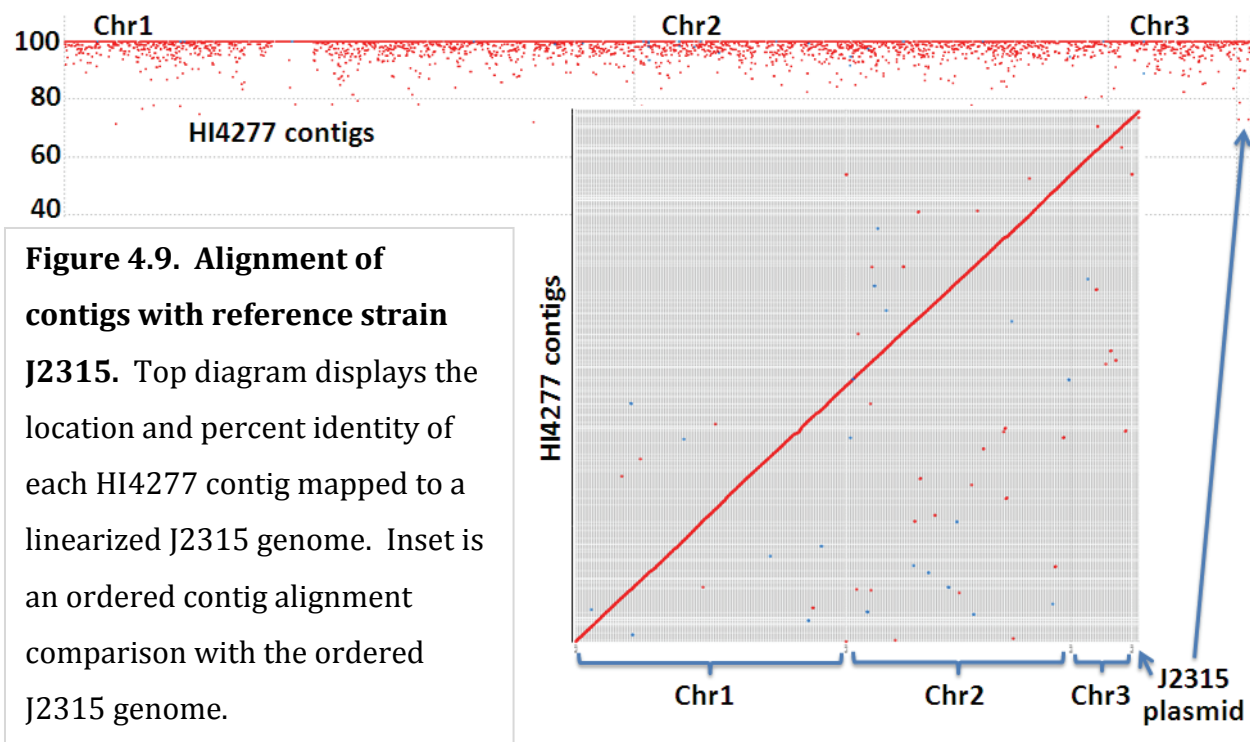 Chr1 Chr2 Chr3
100
80
60
40
HI4277 contigs
Figure 4.9. Alignment of
contigs with reference strain
J2315. Top diagram displays the
location and percent identity of
each HI4277 contig mapped to a
linearized J2315 genome. Inset is
an ordered contig alignment
comparison with the ordered
J2315 genome.
HI4277 contigs
Chr1 Chr2 Chr3
J2315
plasmid